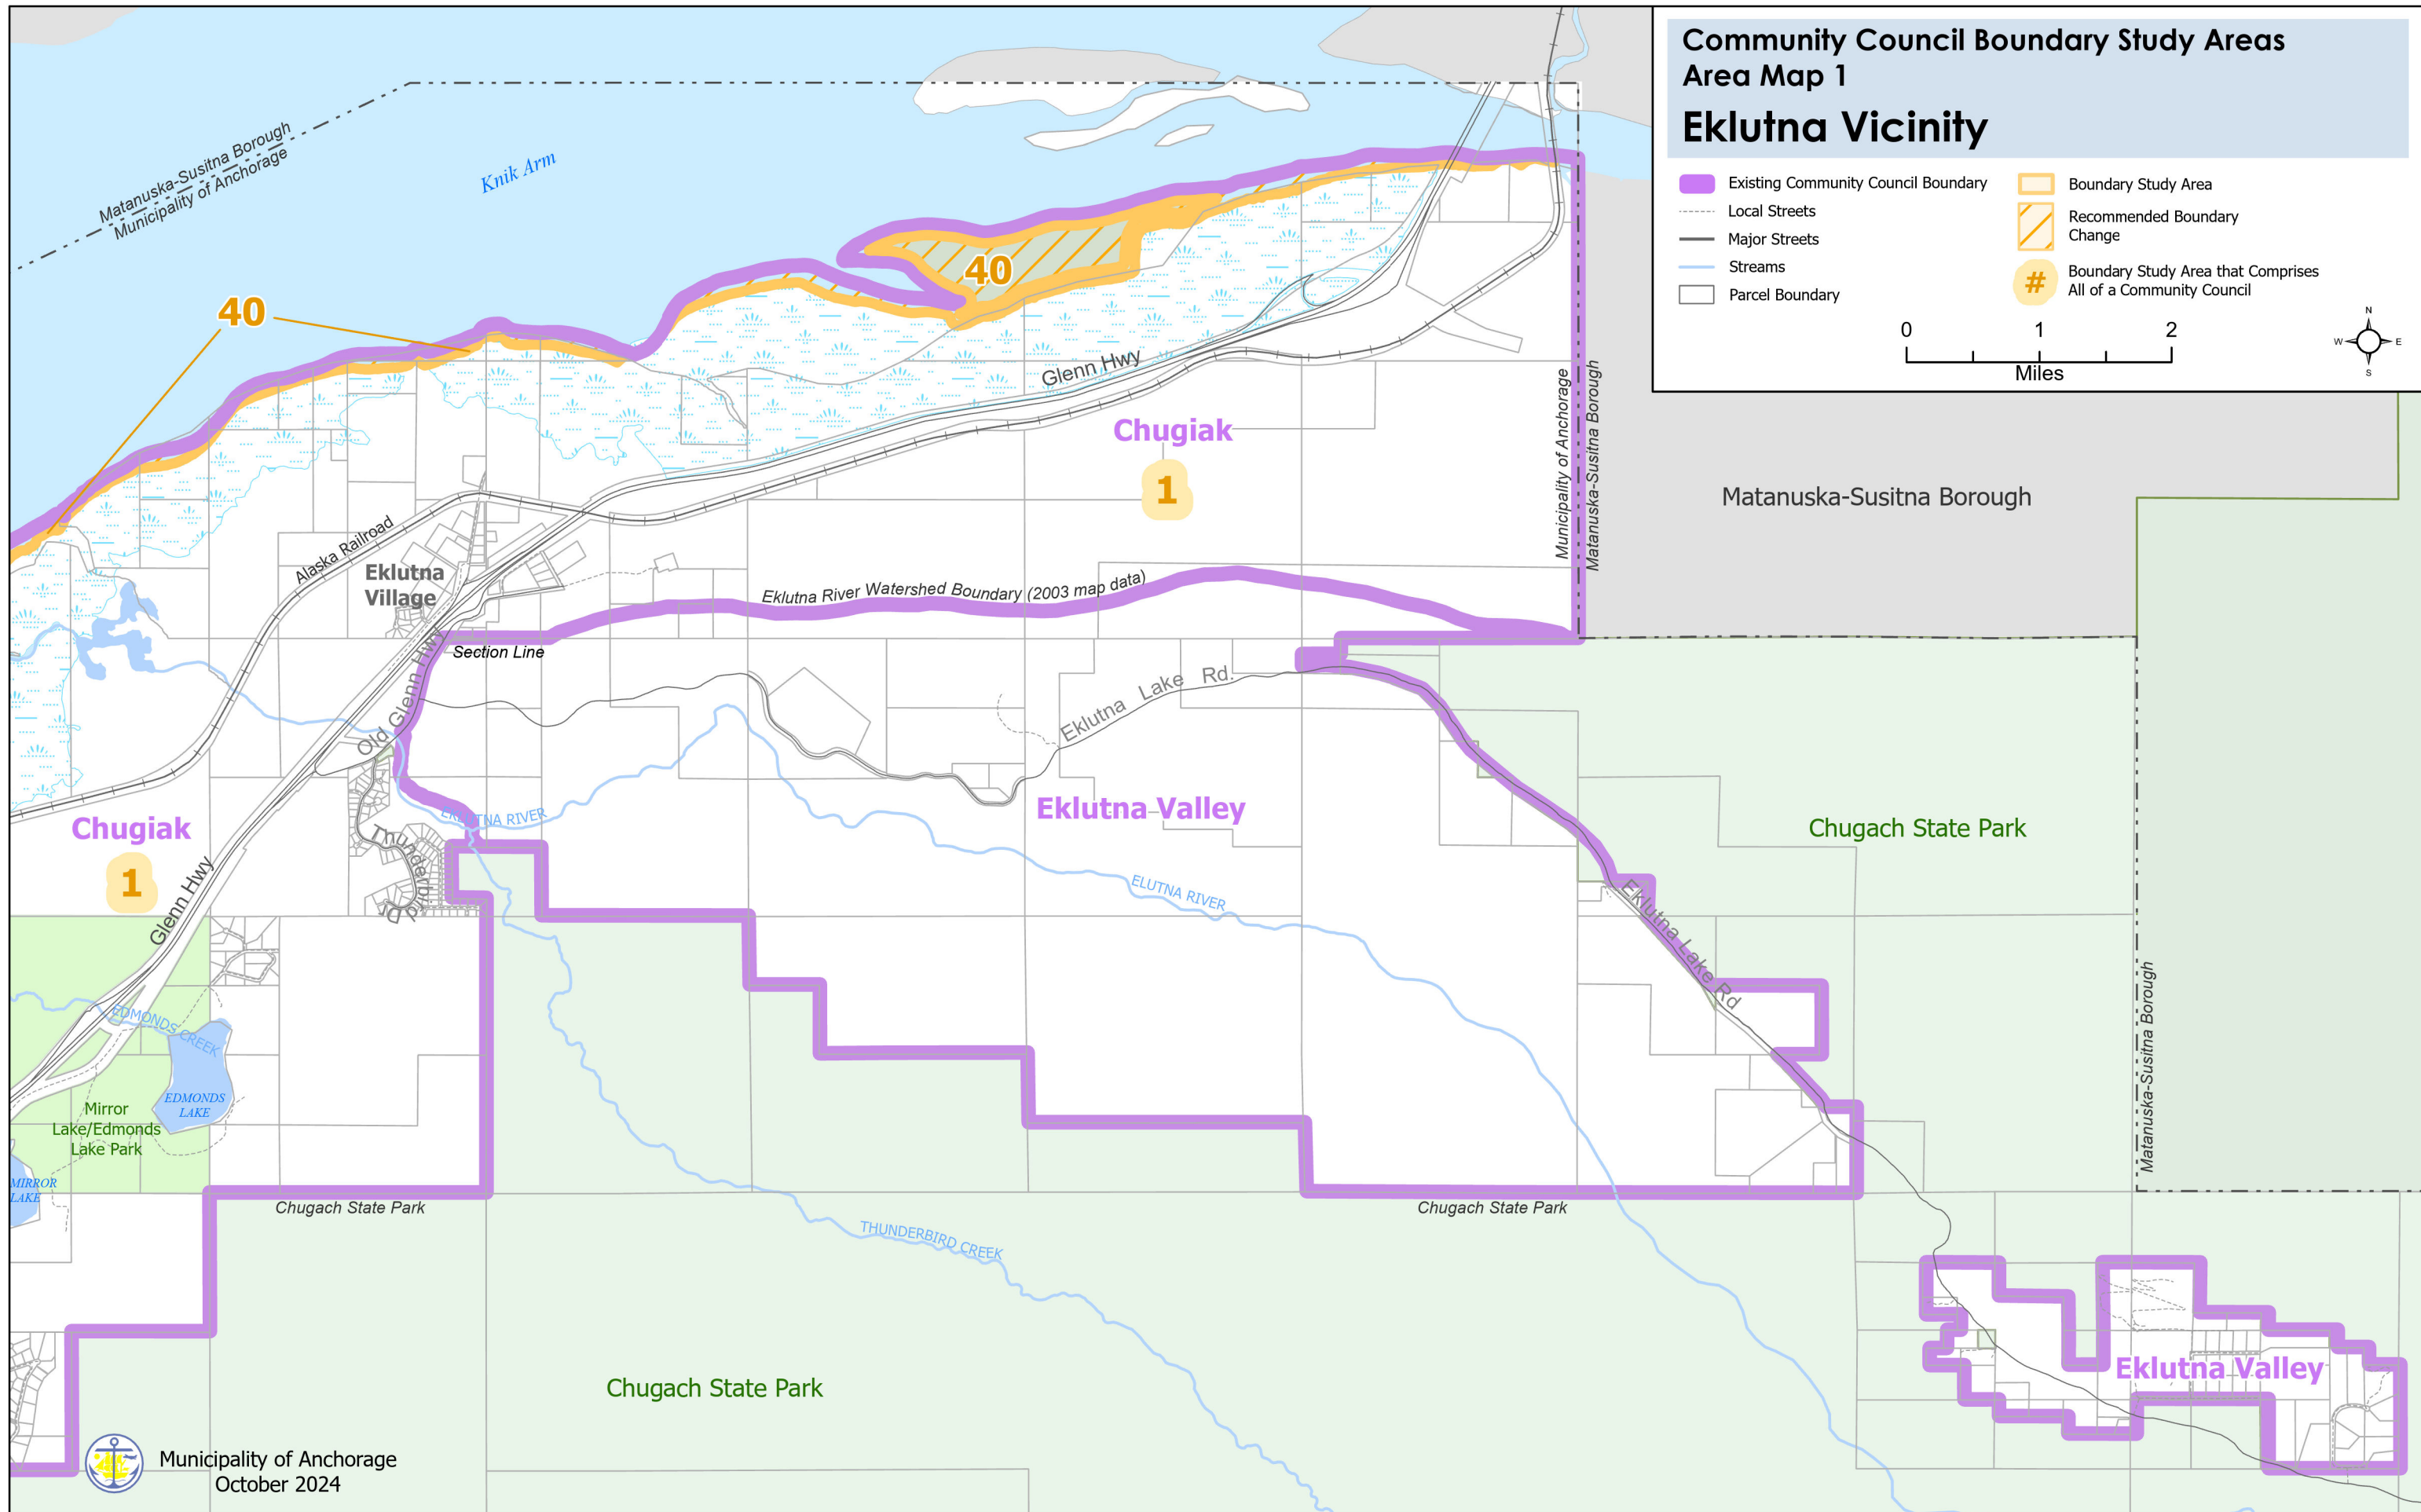 Community Council Boundary Study Areas
Area Map 1
Eklutna Vicinity
Existing Community Council Boundary
Local Streets
Major Streets
Streams
Parcel Boundary
Boundary Study Area
Recommended Boundary
Change
#
Boundary Study Area that Comprises
All of a Community Council
0 1 2
Miles
N
W E
S
Matanuska-Susitna Borough
Municipality of Anchorage
Knik Arm
40
40
Glenn Hwy
Chugiak
1
Municipality of Anchorage
Matanuska-Susitna Borough
Matanuska-Susitna Borough
Alaska Railroad
Eklutna
Village
Eklutna River Watershed Boundary (2003 map data)
Section Line
Old Glenn Hwy
Eklutna Lake Rd.
EKLUTNA RIVER
Eklutna Valley
Chugach State Park
Chugiak
1
Thunderbird Dr.
Glenn Hwy
ELUTNA RIVER
Eklutna Lake Rd.
EDMONDS CREEK
EDMONDS
LAKE
Mirror
Lake/Edmonds
Lake Park
MIRROR
LAKE
Matanuska-Susitna Borough
Chugach State Park
Chugach State Park
THUNDERBIRD CREEK
Eklutna Valley
Chugach State Park
Municipality of Anchorage
October 2024